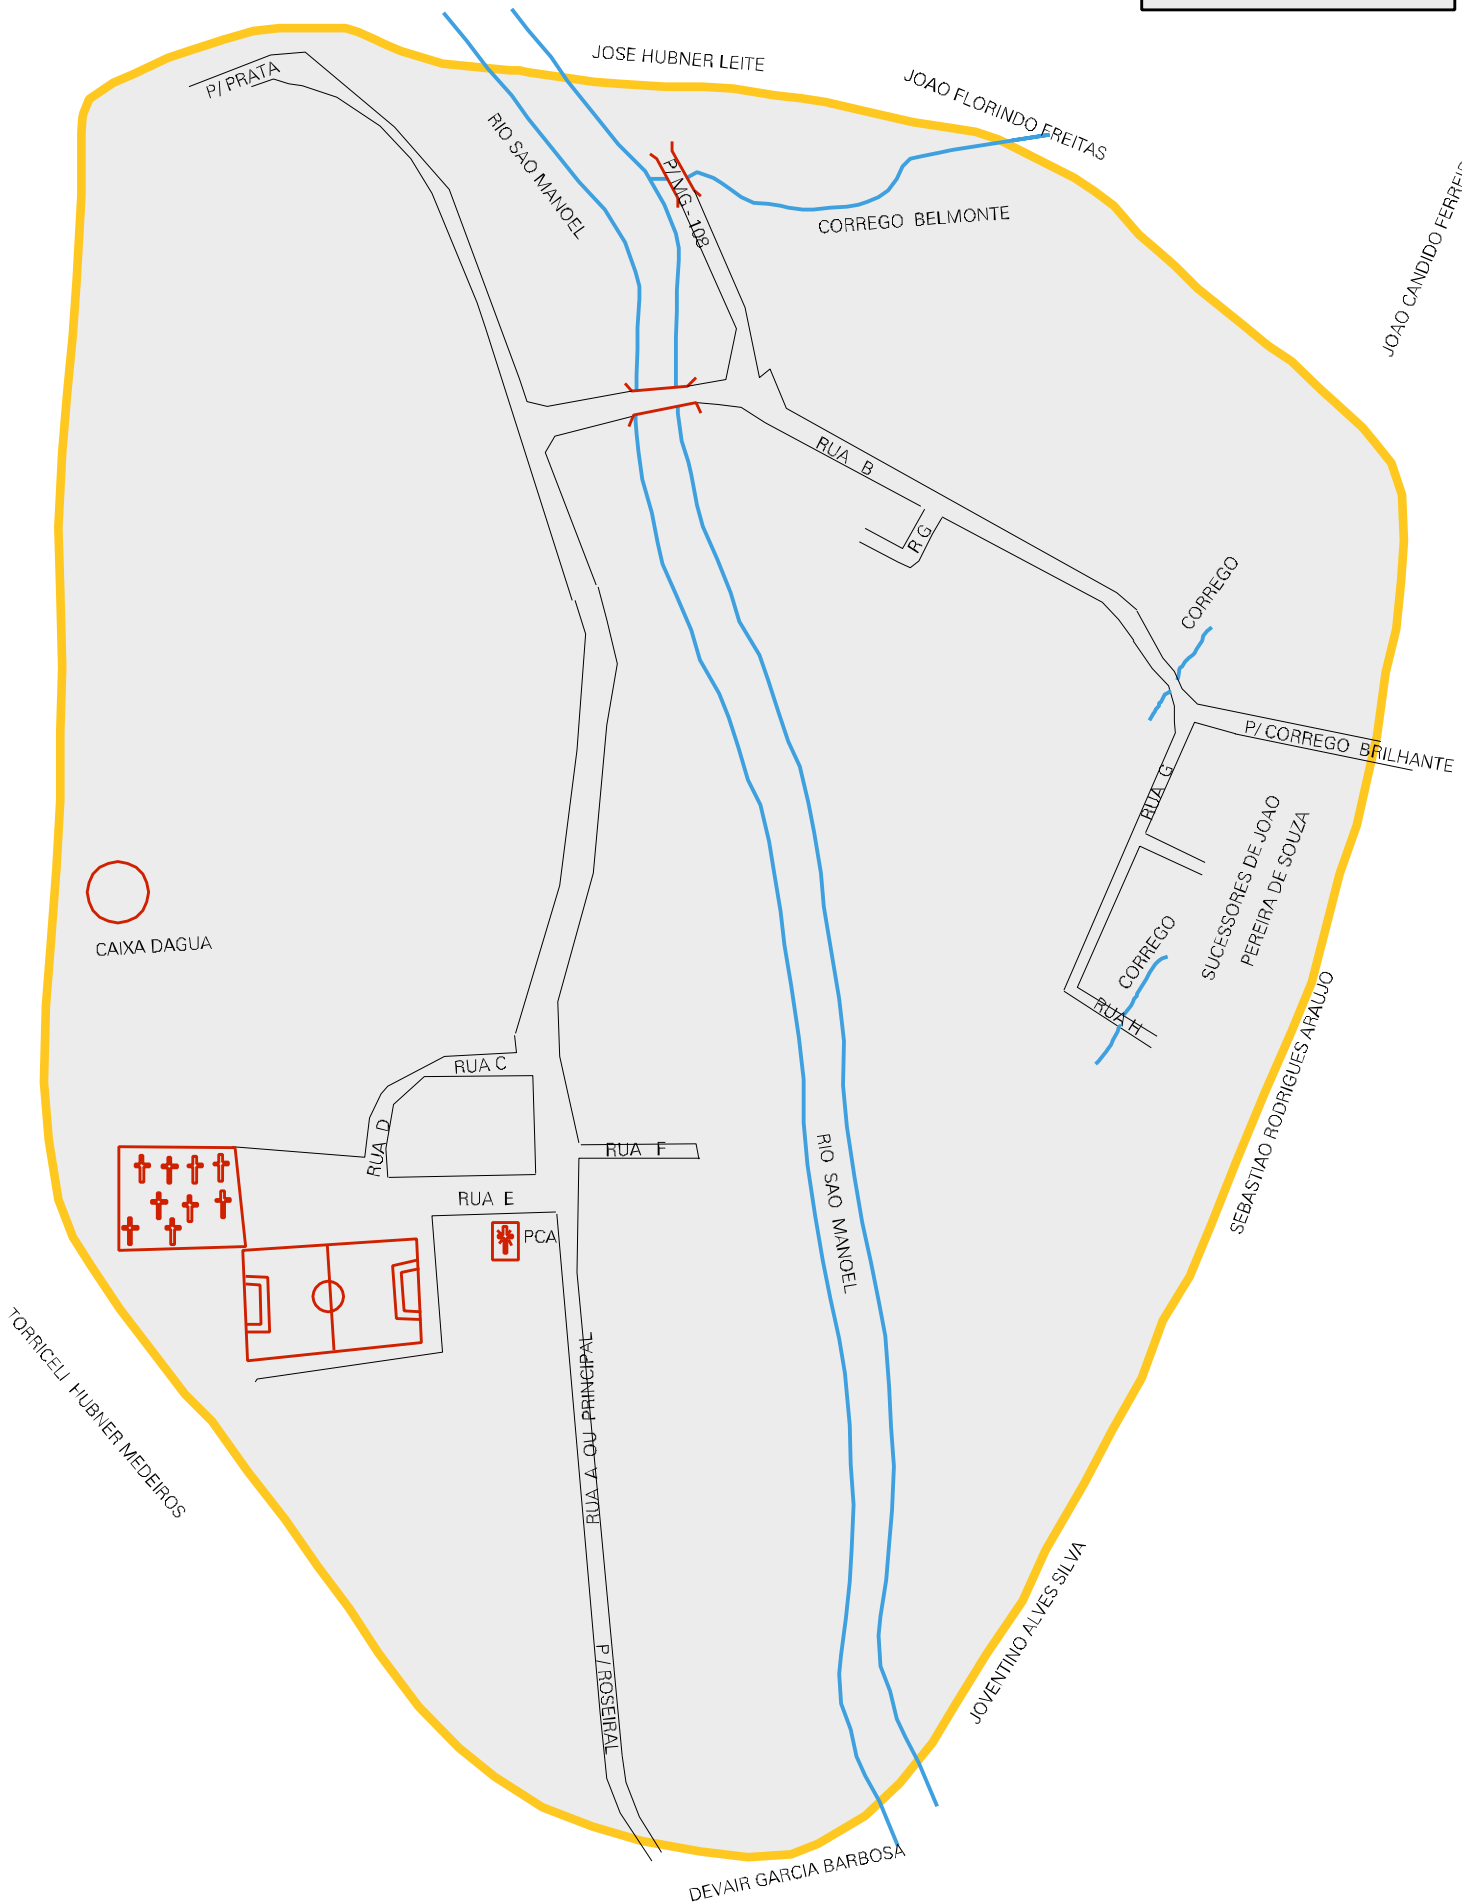 JOSE HUBNER LEITE
P/ PRATA
JOAO FLORINDO FREITAS
RIO SAO MANOEL
P/ MG - 108
CORREGO BELMONTE
RUA B
R G
CORREGO
P/ CORREGO BRILHANTE
RUA G
SUCESSORES DE JOAO
PEREIRA DE SOUZA
CAIXA DAGUA
CORREGO
RUA H
SEBASTIAO RODRIGUES ARAUJO
RUA C
RUA D
RUA F
RUA E
PCA
RIO SAO MANOEL
TORRICELI HUBNER MEDEIROS
RUA A OU PRINCIPAL
JOVENTINO ALVES SILVA
P / ROSEIRAL
DEVAIR GARCIA BARBOSA
JOAO CANDIDO